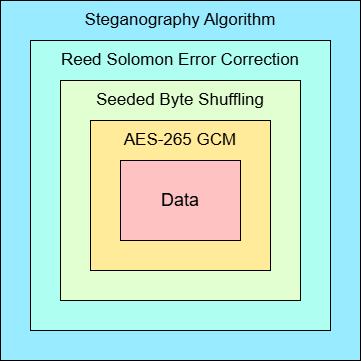 Steganography Algorithm
Reed Solomon Error Correction
Seeded Byte Shuffling
AES-265 GCM
Data